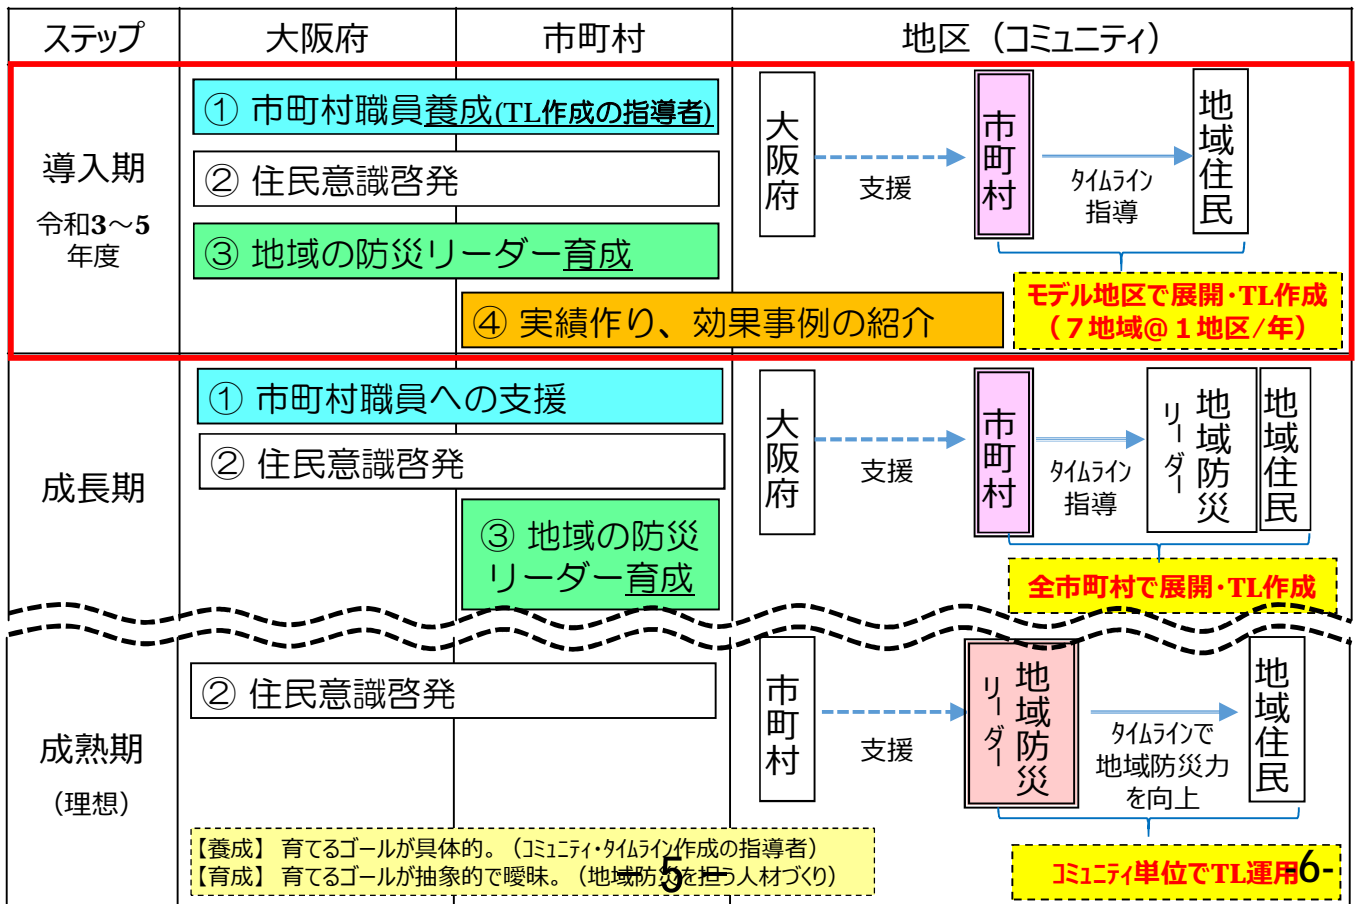 ステップ
大阪府
市町村
地区（コミュニティ）
導入期
令和3～5
年度
① 市町村職員養成(TL作成の指導者)
② 住民意識啓発
③ 地域の防災リーダー育成
④ 実績作り、効果事例の紹介
大阪府
支援
市町村
タイムライン
指導
地域住民
モデル地区で展開・TL作成
（７地域@１地区/年）
成長期
① 市町村職員への支援
② 住民意識啓発
③ 地域の防災
リーダー育成
大阪府
支援
市町村
タイムライン
指導
地域防災
リーダー
地域住民
全市町村で展開・TL作成
成熟期
（理想）
② 住民意識啓発
市町村
支援
地域防災
リーダー
タイムラインで
地域防災力
を向上
地域住民
コミュニティ単位でTL運用
【養成】 育てるゴールが具体的。（コミュニティ・タイムライン作成の指導者）
【育成】 育てるゴールが抽象的で曖昧。（地域防災を担う人材づくり）
- 5 -
-6-